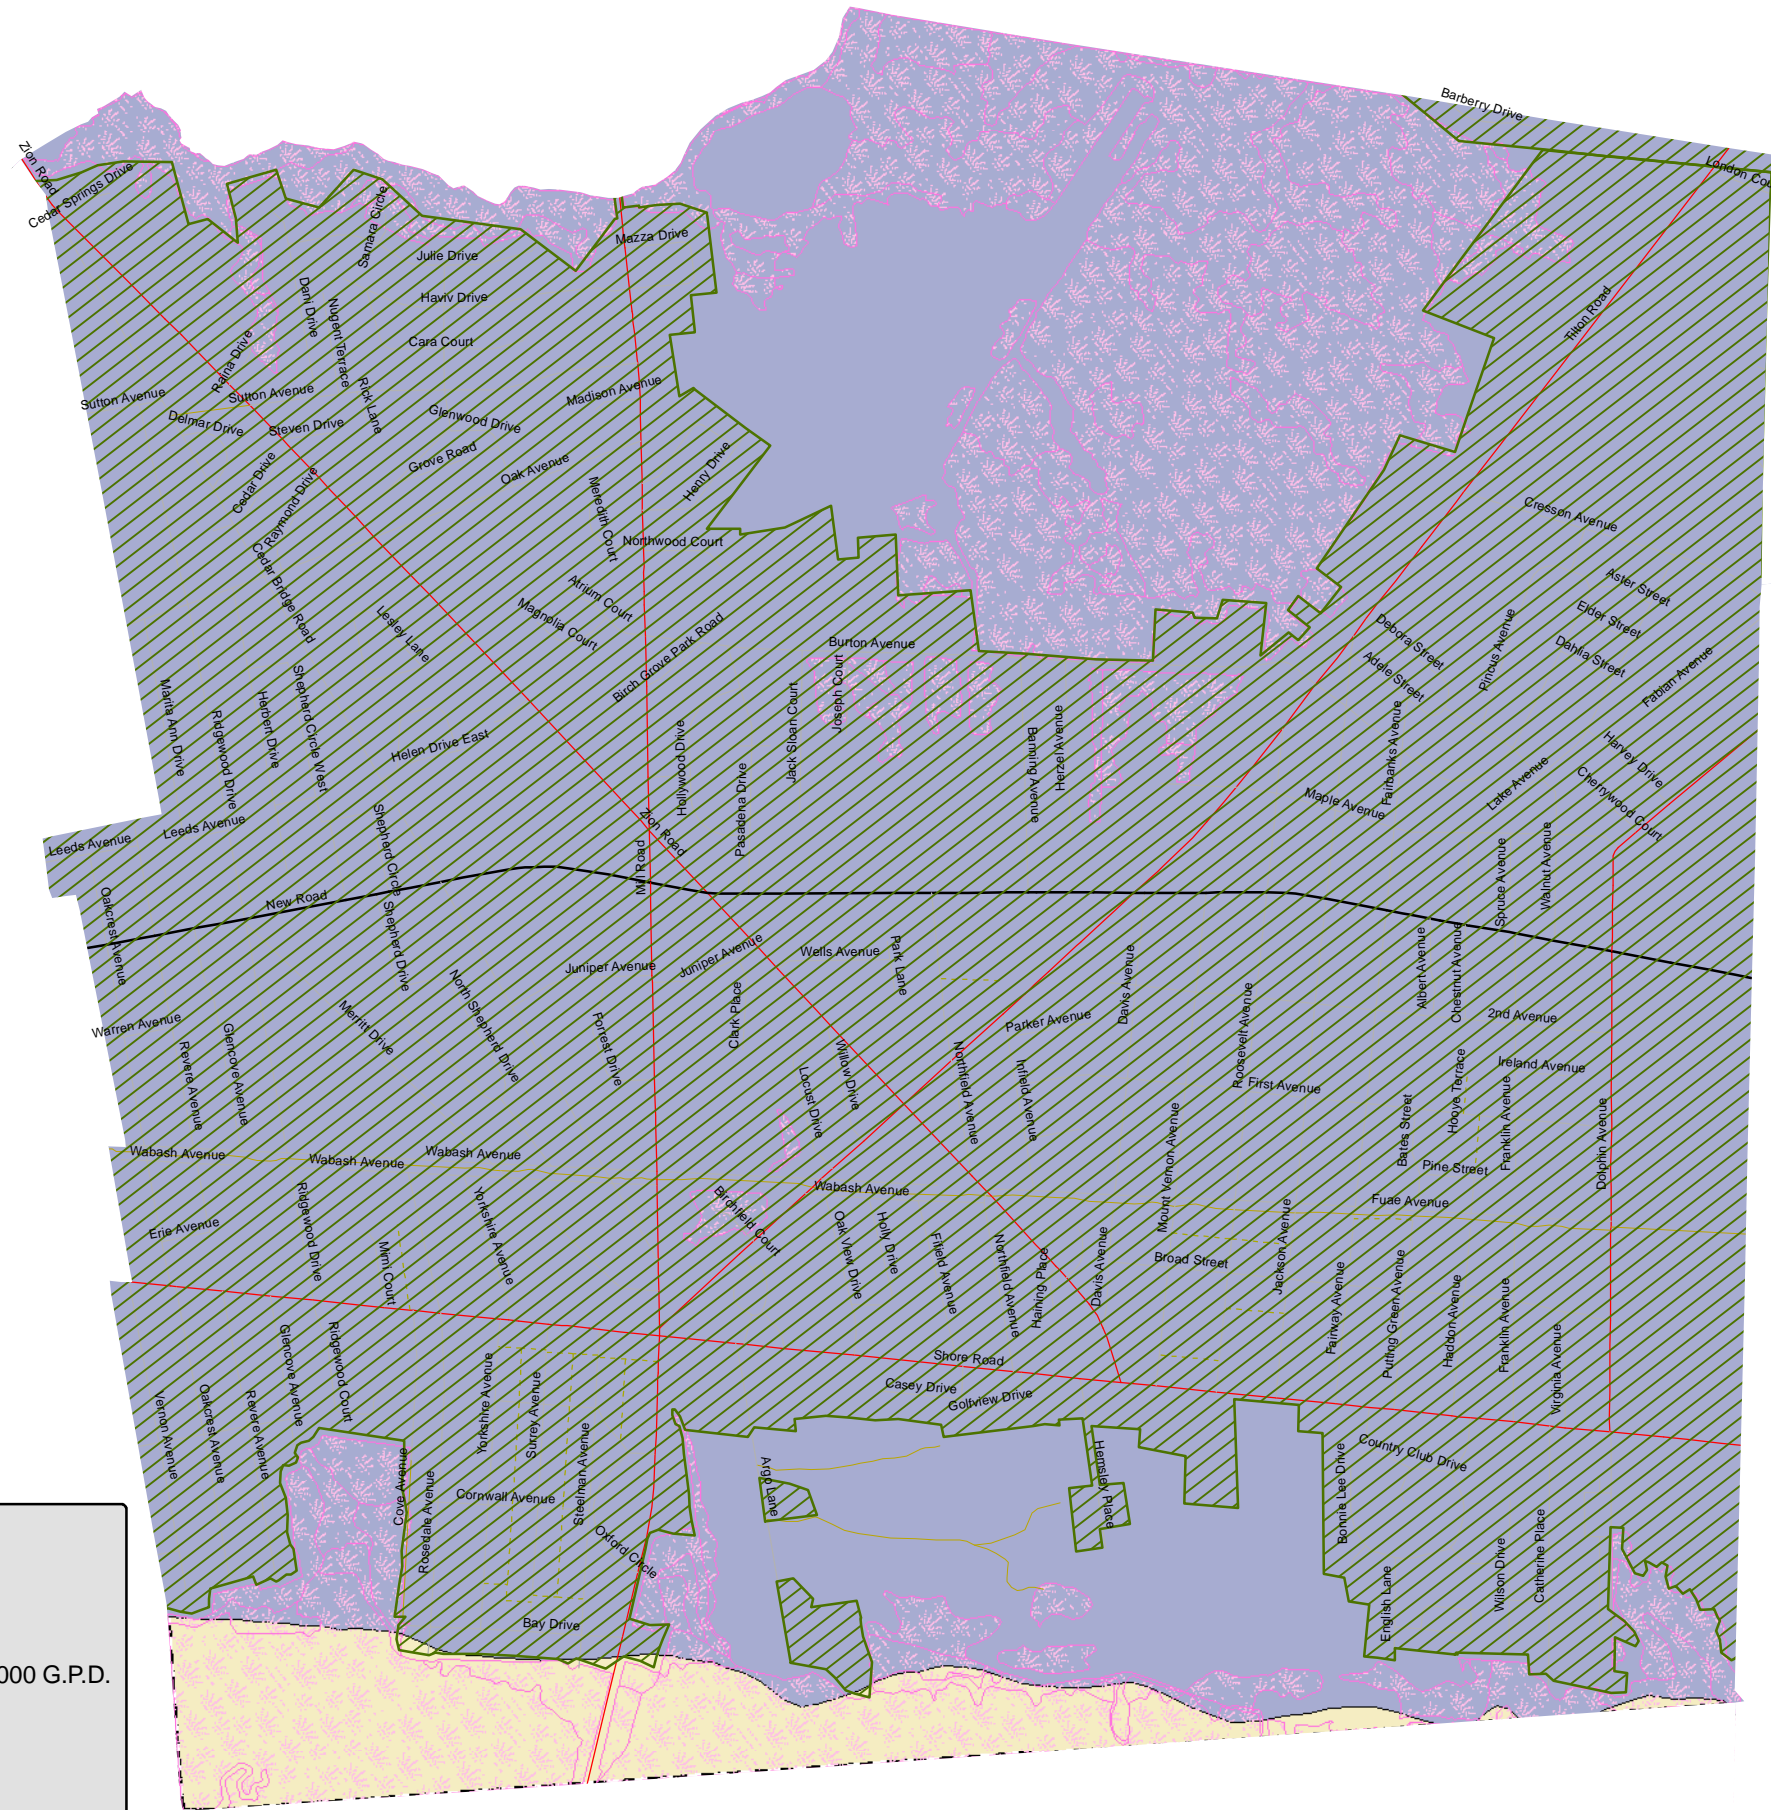 Barberry Drive
London Cou
Zion Road
Cedar Springs Drive
Samara Circle
Mazza Drive
Julie Drive
Dani Drive
Haviv Drive
Nugent Terrace
Tilton Road
Cara Court
Raina Drive
Sutton Avenue
Sutton Avenue
Rick Lane
Madison Avenue
Delmar Drive
Steven Drive
Glenwood Drive
Grove Road
Oak Avenue
Henry Drive
Cedar Drive
Raymond Drive
Meredith Court
Northwood Court
Cresson Avenue
Cedar Bridge Road
Atrium Court
Aster Street
Magnolia Court
Lesley Lane
Elder Street
Burton Avenue
Debora Street
Pincus Avenue
Dahlia Street
Birch Grove Park Road
Adele Street
Fabian Avenue
Joseph Court
Marita Ann Drive
Ridgewood Drive
Herbert Drive
Shepherd Circle West
Helen Drive East
Jack Sloan Court
Hollywood Drive
Pasadena Drive
Banning Avenue
Herzel Avenue
Fairbanks Avenue
Harvey Drive
Lake Avenue
Cherrywood Court
Maple Avenue
Leeds Avenue
Leeds Avenue
Shepherd Circle
Zion Road
Mill Road
Spruce Avenue
Walnut Avenue
New Road
Oakcrest Avenue
Shepherd Drive
Juniper Avenue
Juniper Avenue
Wells Avenue
Park Lane
Davis Avenue
Albert Avenue
Chestnut Avenue
North Shepherd Drive
Warren Avenue
Merritt Drive
Clark Place
Parker Avenue
2nd Avenue
Revere Avenue
Glencove Avenue
Forrest Drive
Willow Drive
Locust Drive
Northfield Avenue
Infield Avenue
Roosevelt Avenue
First Avenue
Ireland Avenue
Hooye Terrace
Bates Street
Franklin Avenue
Dolphin Avenue
Wabash Avenue
Wabash Avenue
Wabash Avenue
Wabash Avenue
Mount Vernon Avenue
Pine Street
Fuae Avenue
Erie Avenue
Ridgewood Drive
Yorkshire Avenue
Birchfield Court
Oak View Drive
Holly Drive
Fifield Avenue
Northfield Avenue
Haining Place
Davis Avenue
Broad Street
Jackson Avenue
Mimi Court
Fairway Avenue
Putting Green Avenue
Haddon Avenue
Franklin Avenue
Virginia Avenue
Glencove Avenue
Ridgewood Court
Shore Road
Casey Drive
Golfview Drive
Vernon Avenue
Oakcrest Avenue
Revere Avenue
Yorkshire Avenue
Surrey Avenue
Steelman Avenue
Cove Avenue
Rosedale Avenue
Cornwall Avenue
Oxford Circle
Argo Lane
Hemsley Place
Bonnie Lee Drive
Country Club Drive
English Lane
Wilson Drive
Catherine Place
Bay Drive
000 G.P.D.